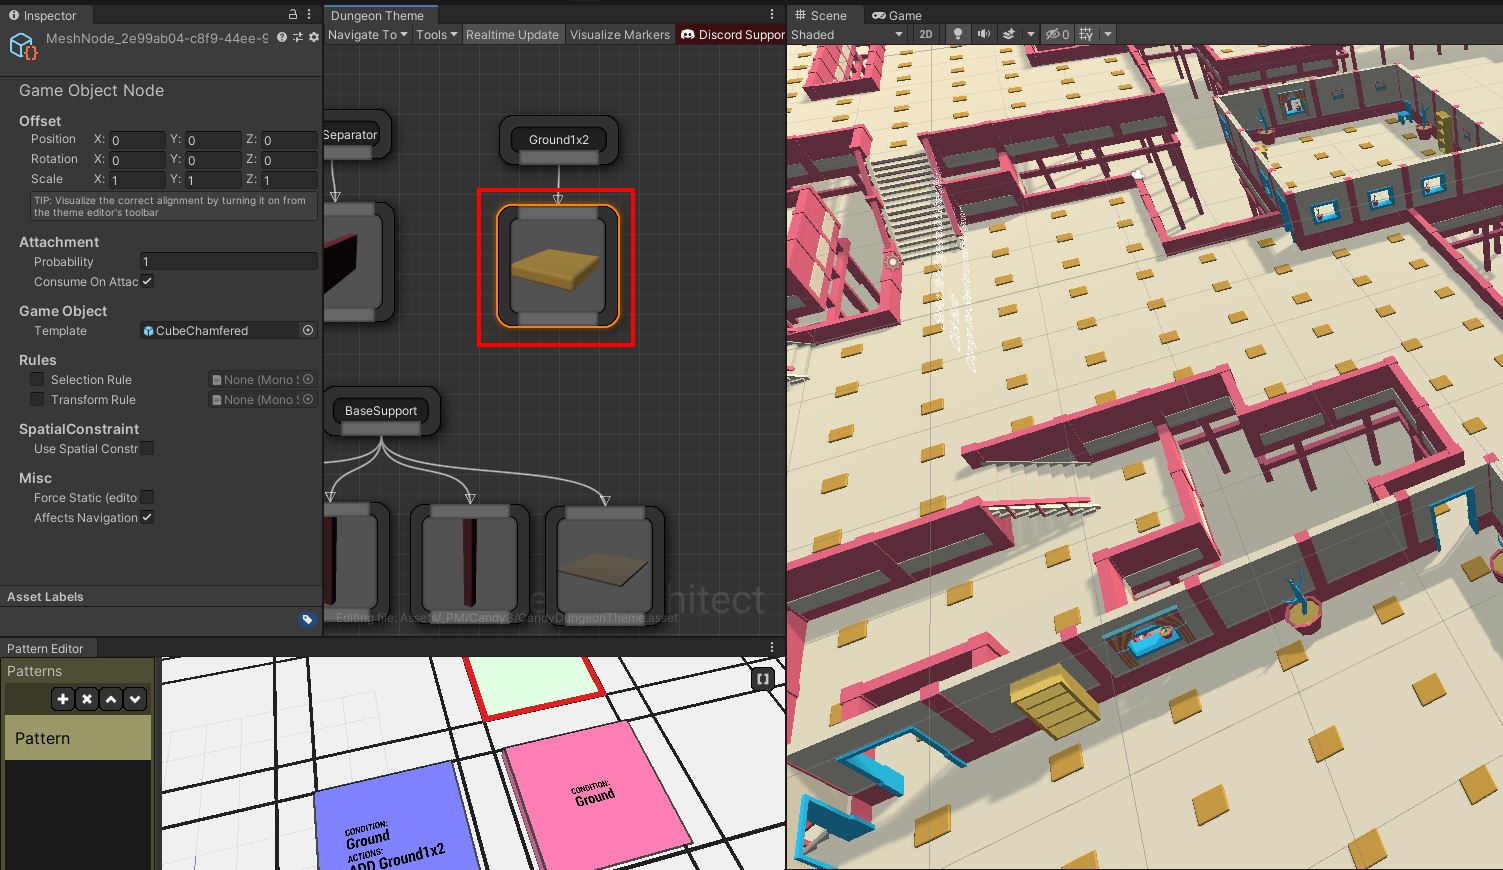 Inspector
MeshNode_2e99ab04-c8f9-44ee-9
Game Object Node
Offset
Position X: 0 Y: 0 Z: 0
Rotation X: 0 Y: 0 Z: 0
Scale X: 1 Y: 1 Z: 1
TIP: Visualize the correct alignment by turning it on from
the theme editor's toolbar
Attachment
Probability 1
Consume On Attac
Game Object
Template CubeChamfered
Rules
Selection Rule None (Mono S
Transform Rule None (Mono S
SpatialConstraint
Use Spatial Constr
Misc
Force Static (edito
Affects Navigation
Asset Labels
Dungeon Theme
Navigate To Tools Realtime Update Visualize Markers Discord Suppor
Separator
Ground1x2
BaseSupport
hitect
Editing file: Assets/_PM/Candy3/CandyDungeonTheme.asset
Pattern Editor
Patterns
Pattern
CONDITION:
Ground
ACTIONS:
ADD Ground1x2
CONDITION:
Ground
Scene Game
Shaded 2D 0